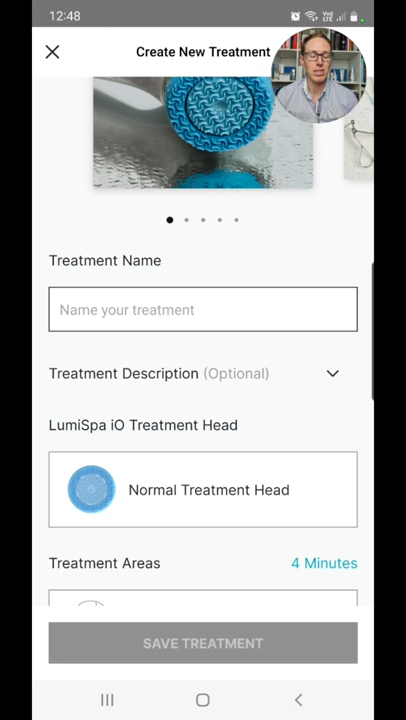 12:48
Create New Treatment
Treatment Name
Name your treatment
Treatment Description (Optional)
LumiSpa iO Treatment Head
Normal Treatment Head
Treatment Areas
4 Minutes
SAVE TREATMENT